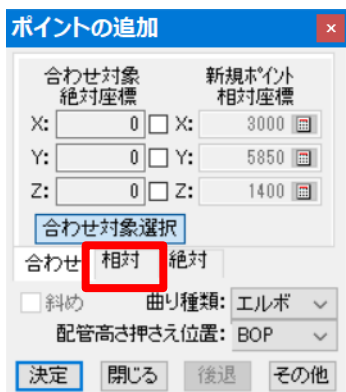 ポイントの追加
合わせ対象 新規ポイント
絶対座標 相対座標
X: 0 X: 3000
Y: 0 Y: 5850
Z: 0 Z: 1400
合わせ対象選択
合わせ 相対 絶対
斜め 曲り種類: エルボ
配管高さ押さえ位置: BOP
決定 閉じる 後退 その他